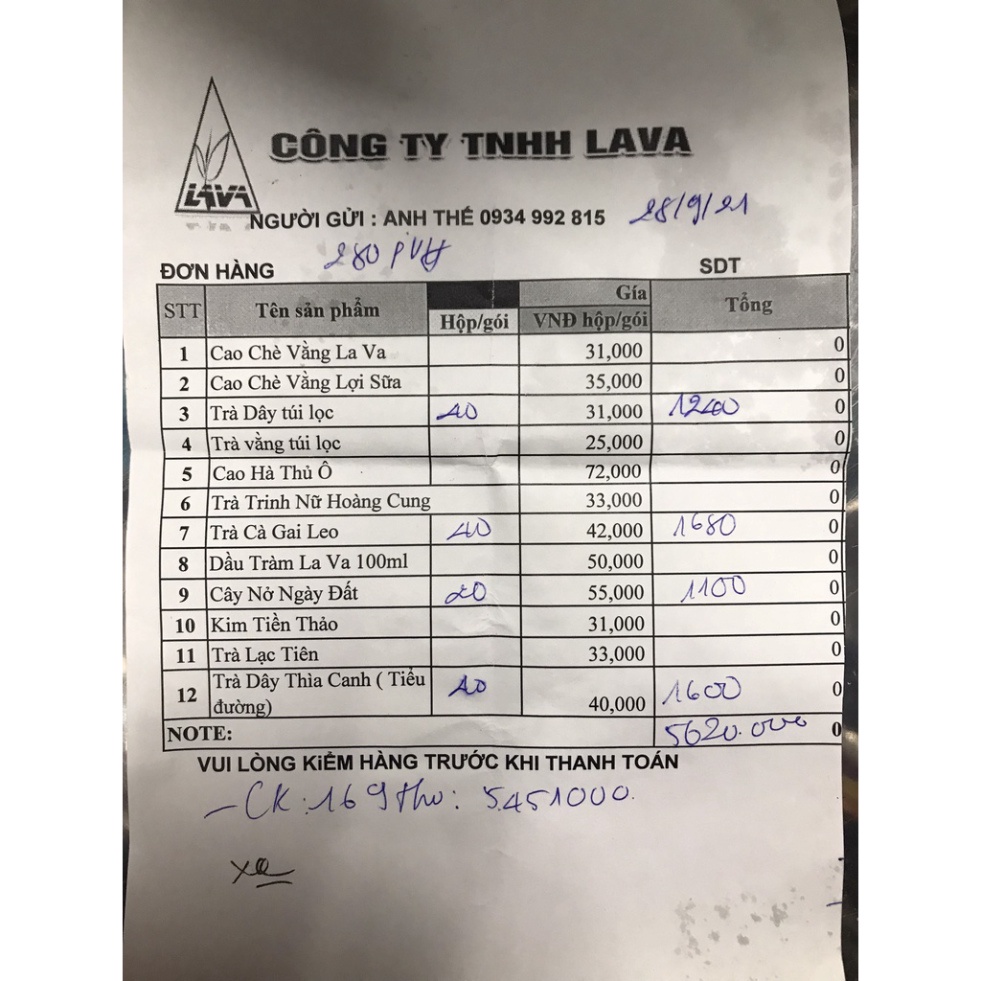 LAVA
CÔNG TY TNHH LAVA
NGƯỜI GỬI : ANH THẾ 0934 992 815 28/9/21
280 PVH
ĐƠN HÀNG SDT
STT Tên sản phẩm Hộp/gói Gía VNĐ hộp/gói Tổng
1 Cao Chè Vằng La Va 31,000 0
2 Cao Chè Vằng Lợi Sữa 35,000 0
3 Trà Dây túi lọc 40 31,000 1240 0
4 Trà vằng túi lọc 25,000 0
5 Cao Hà Thủ Ô 72,000 0
6 Trà Trinh Nữ Hoàng Cung 33,000 0
7 Trà Cà Gai Leo 40 42,000 1680 0
8 Dầu Tràm La Va 100ml 50,000 0
9 Cây Nở Ngày Đất 20 55,000 1100 0
10 Kim Tiền Thảo 31,000 0
11 Trà Lạc Tiên 33,000 0
12 Trà Dây Thìa Canh ( Tiểu
đường) 40 40,000 1600 0
NOTE: 5620.000 0
VUI LÒNG KiỂM HÀNG TRƯỚC KHI THANH TOÁN
- CK: 169 thu: 5.451000.